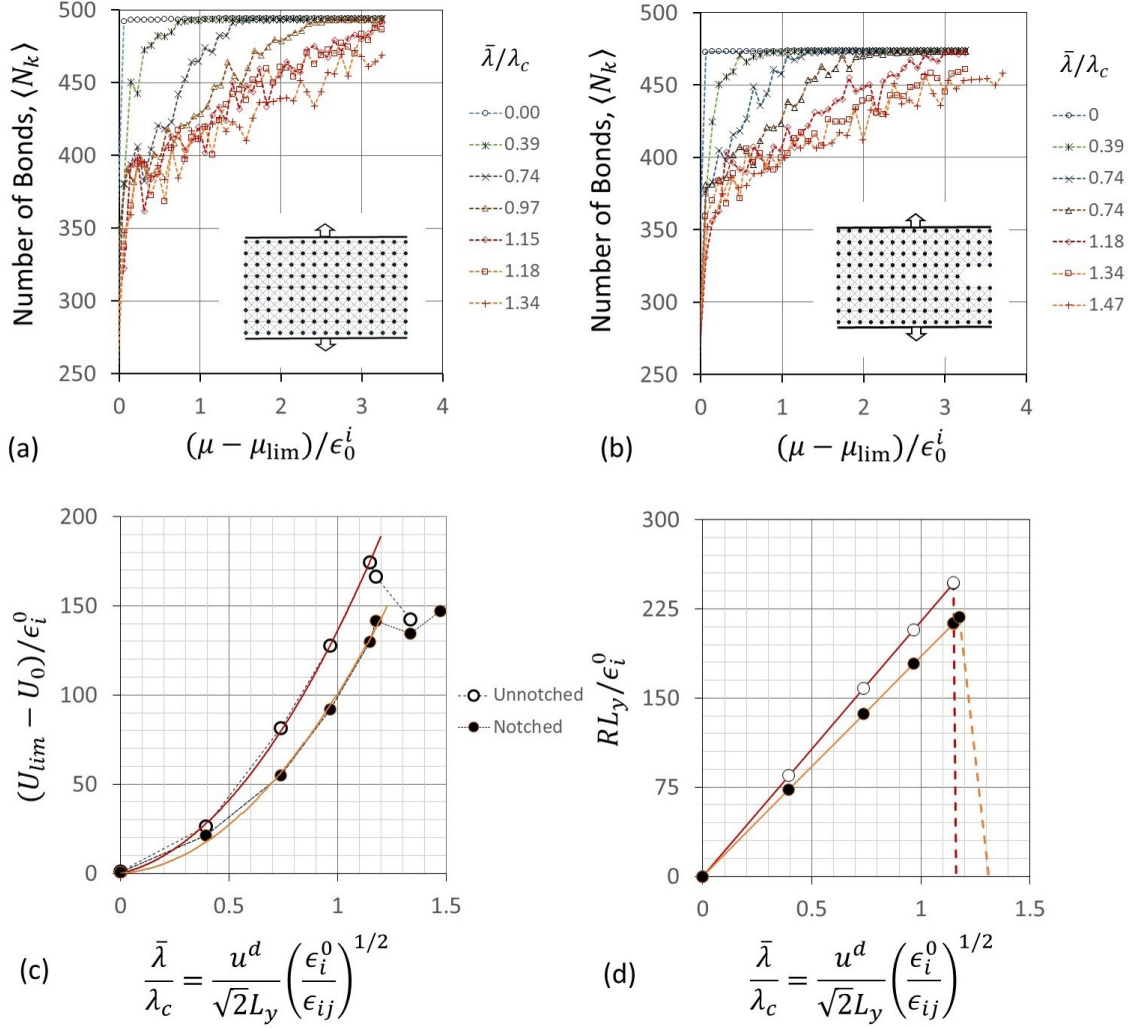 Number of Bonds, ⟨N_k⟩
500
450
400
350
300
250
0 1 2 3 4
(μ − μ_lim)/ϵ_0^i
(a)
λ̄/λ_c
0.00
0.39
0.74
0.97
1.15
1.18
1.34
Number of Bonds, ⟨N_k⟩
500
450
400
350
300
250
0 1 2 3 4
(μ − μ_lim)/ϵ_0^i
(b)
λ̄/λ_c
0
0.39
0.74
0.74
1.18
1.34
1.47
(U_lim − U_0)/ϵ_i^0
200
150
100
50
0
0 0.5 1 1.5
Unnotched
Notched
(c)
λ̄/λ_c = u^d/(√2L_y) (ϵ_i^0/ϵ_ij)^1/2
RL_y/ϵ_i^0
300
225
150
75
0
0 0.5 1 1.5
(d)
λ̄/λ_c = u^d/(√2L_y) (ϵ_i^0/ϵ_ij)^1/2